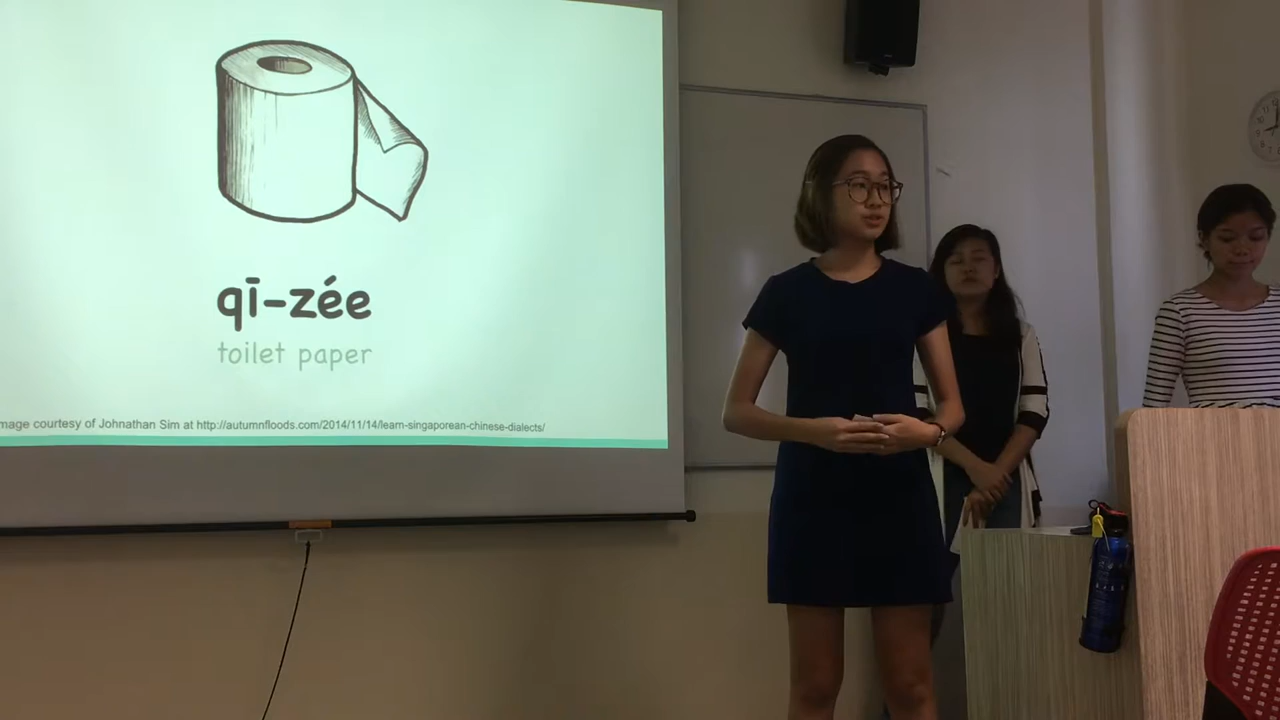 qī-zée
toilet paper
mage courtesy of Johnathan Sim at http://autumnfloods.com/2014/11/14/learn-singaporean-chinese-dialects/